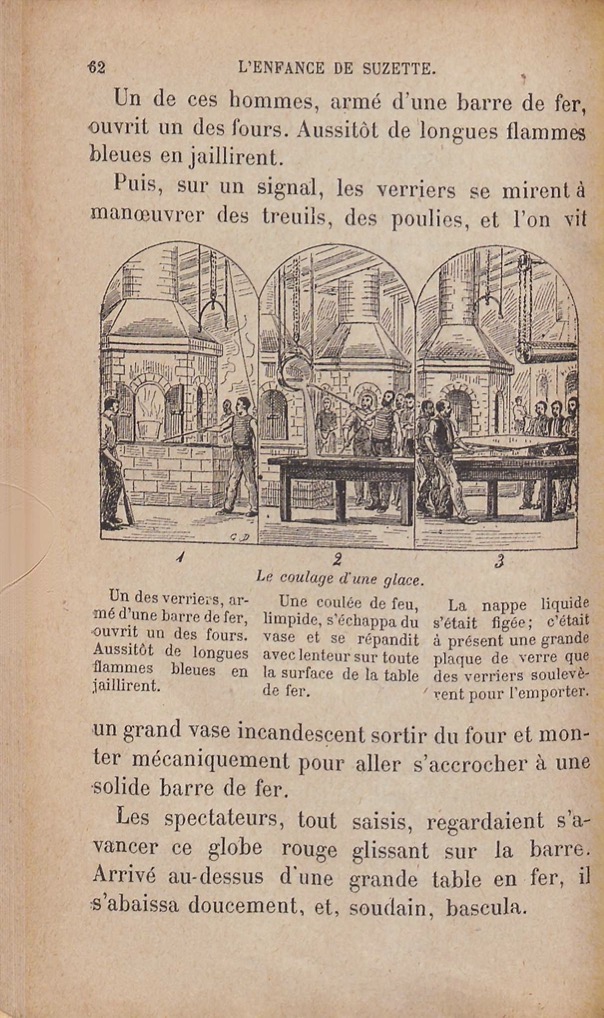 62
L'ENFANCE DE SUZETTE.
Un de ces hommes, armé d'une barre de fer,
ouvrit un des fours. Aussitôt de longues flammes
bleues en jaillirent.
Puis, sur un signal, les verriers se mirent à
manœuvrer des treuils, des poulies, et l'on vit
G D
1
2
3
Le coulage d'une glace.
Un des verriers, ar-
mé d'une barre de fer,
ouvrit un des fours.
Aussitôt de longues
flammes bleues en
jaillirent.
Une coulée de feu,
limpide, s'échappa du
vase et se répandit
avec lenteur sur toute
la surface de la table
de fer.
La nappe liquide
s'était figée; c'était
à présent une grande
plaque de verre que
des verriers soulevè-
rent pour l'emporter.
un grand vase incandescent sortir du four et mon-
ter mécaniquement pour aller s'accrocher à une
solide barre de fer.
Les spectateurs, tout saisis, regardaient s'a-
vancer ce globe rouge glissant sur la barre.
Arrivé au-dessus d'une grande table en fer, il
s'abaissa doucement, et, soudain, bascula.